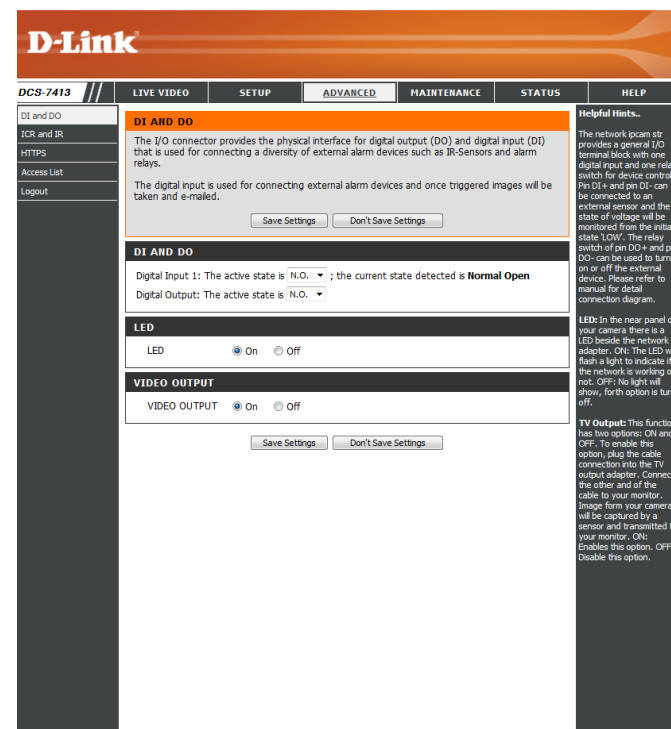 D-Link
DCS-7413
LIVE VIDEO
SETUP
ADVANCED
MAINTENANCE
STATUS
HELP
DI and DO
ICR and IR
HTTPS
Access List
Logout
DI AND DO
The I/O connector provides the physical interface for digital output (DO) and digital input (DI)
that is used for connecting a diversity of external alarm devices such as IR-Sensors and alarm
relays.
The digital input is used for connecting external alarm devices and once triggered images will be
taken and e-mailed.
Save Settings
Don't Save Settings
DI AND DO
Digital Input 1: The active state is N.O. ; the current state detected is Normal Open
Digital Output: The active state is N.O.
LED
LED On Off
VIDEO OUTPUT
VIDEO OUTPUT On Off
Save Settings
Don't Save Settings
Helpful Hints..
The network ipcam str
provides a general I/O
terminal block with one
digital input and one
switch for device control
Pin DI+ and pin DI- can
be connected to an
external sensor and the
state of voltage will be
monitored from the
state 'LOW'. The relay
switch of pin DO+ and
DO- can be used to turn
on or off the external
device. Please refer to
manual for detail
connection diagram.
LED: In the near panel
your camera there is a
LED beside the network
adapter. ON: The LED
flash a light to indicate
the network is working
not. OFF: No light will
show, forth option is
off.
TV Output: This
has two options: ON
OFF. To enable this
option, plug the cable
connection into the TV
output adapter.
the other and of the
cable to your monitor.
Image form your camera
will be captured by a
sensor and transmitted
your monitor. ON:
Enables this option. OFF
Disable this option.